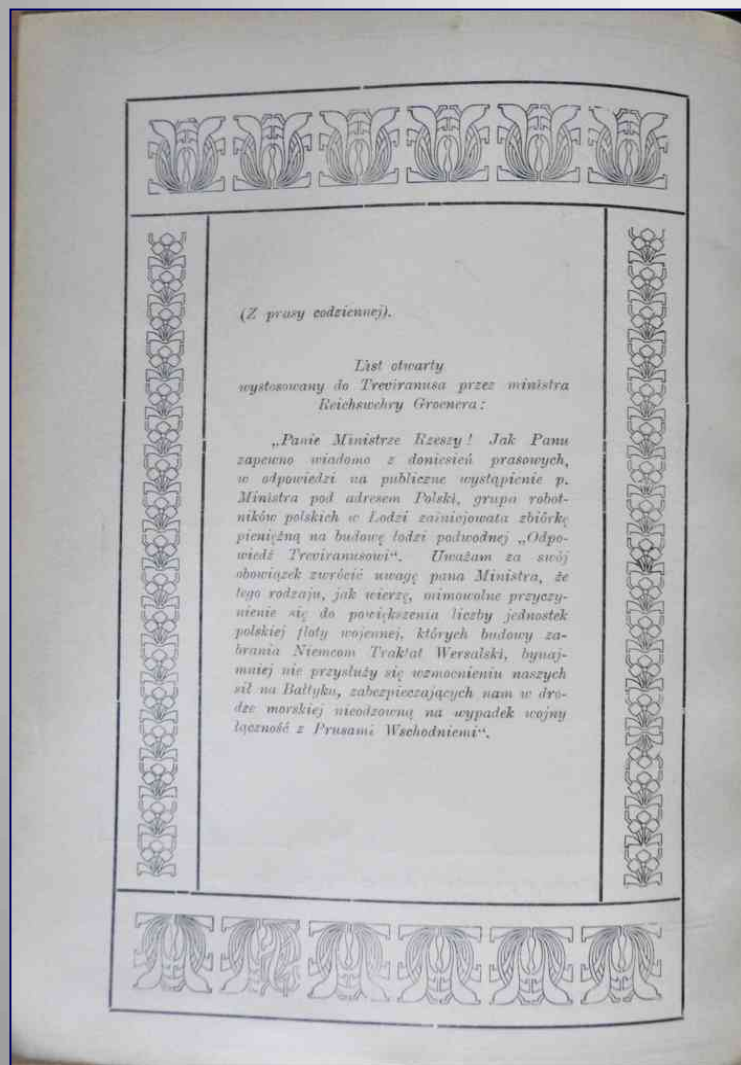 (Z prasy codziennej).
List otwarty
wystosowany do Treviranusa przez ministra
Reichswehry Groenera:
„Panie Ministrze Rzeszy! Jak Panu
zapewno wiadomo z doniesień prasowych,
w odpowiedzi na publiczne wystąpienie p.
Ministra pod adresem Polski, grupa robot-
ników polskich w Łodzi zainicjowała zbiórkę
pieniężną na budowę łodzi podwodnej „Odpo-
wiedź Treviranusowi“. Uważam za swój
obowiązek zwrócić uwagę pana Ministra, że
tego rodzaju, jak wierzę, mimowolne przyczy-
nienie się do powiększenia liczby jednostek
polskiej floty wojennej, których budowy za-
brania Niemcom Traktat Wersalski, bynaj-
mniej nie przysłuży się wzmocnieniu naszych
sił na Bałtyku, zabezpieczających nam w dro-
dze morskiej nieodzowną na wypadek wojny
łączność z Prusami Wschodniemi“.